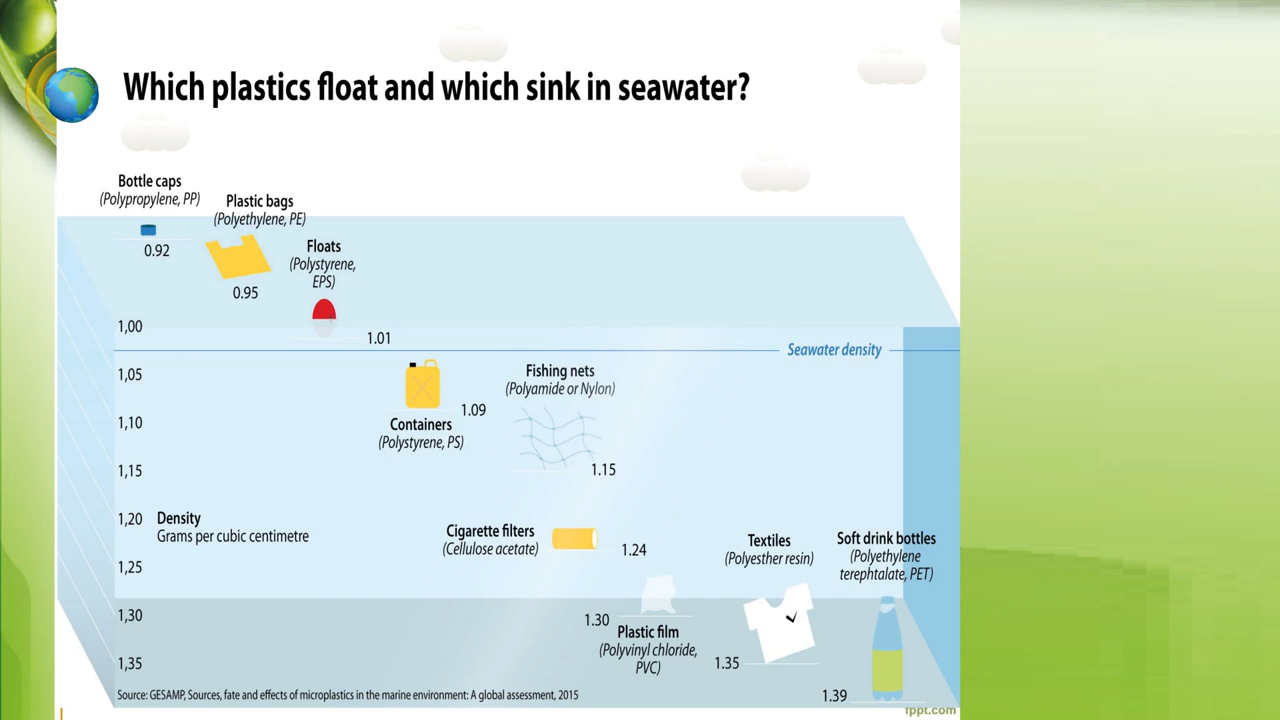 Which plastics float and which sink in seawater?
Bottle caps
(Polypropylene, PP)
0.92
Plastic bags
(Polyethylene, PE)
0.95
Floats
(Polystyrene,
EPS)
1.01
1,00
Seawater density
1,05
1,10
1,15
1,20
1,25
1,30
1,35
Containers
(Polystyrene, PS)
1.09
Fishing nets
(Polyamide or Nylon)
1.15
Density
Grams per cubic centimetre
Cigarette filters
(Cellulose acetate)
1.24
1.30
Plastic film
(Polyvinyl chloride,
PVC)
Textiles
(Polyesther resin)
1.35
Soft drink bottles
(Polyethylene
terephtalate, PET)
1.39
Source: GESAMP, Sources, fate and effects of microplastics in the marine environment: A global assessment, 2015
fppt.com